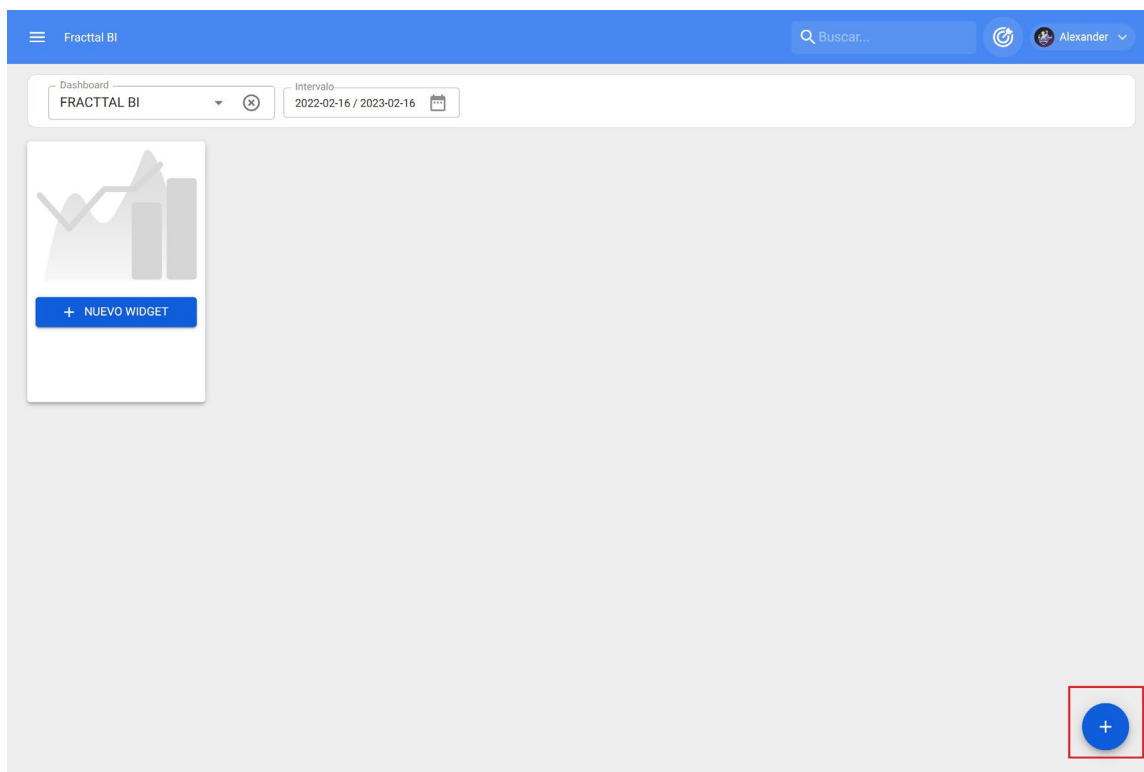 Fracttal BI
Buscar...
Alexander
Dashboard
FRACTTAL BI
Intervalo
2022-02-16 / 2023-02-16
+ NUEVO WIDGET
+